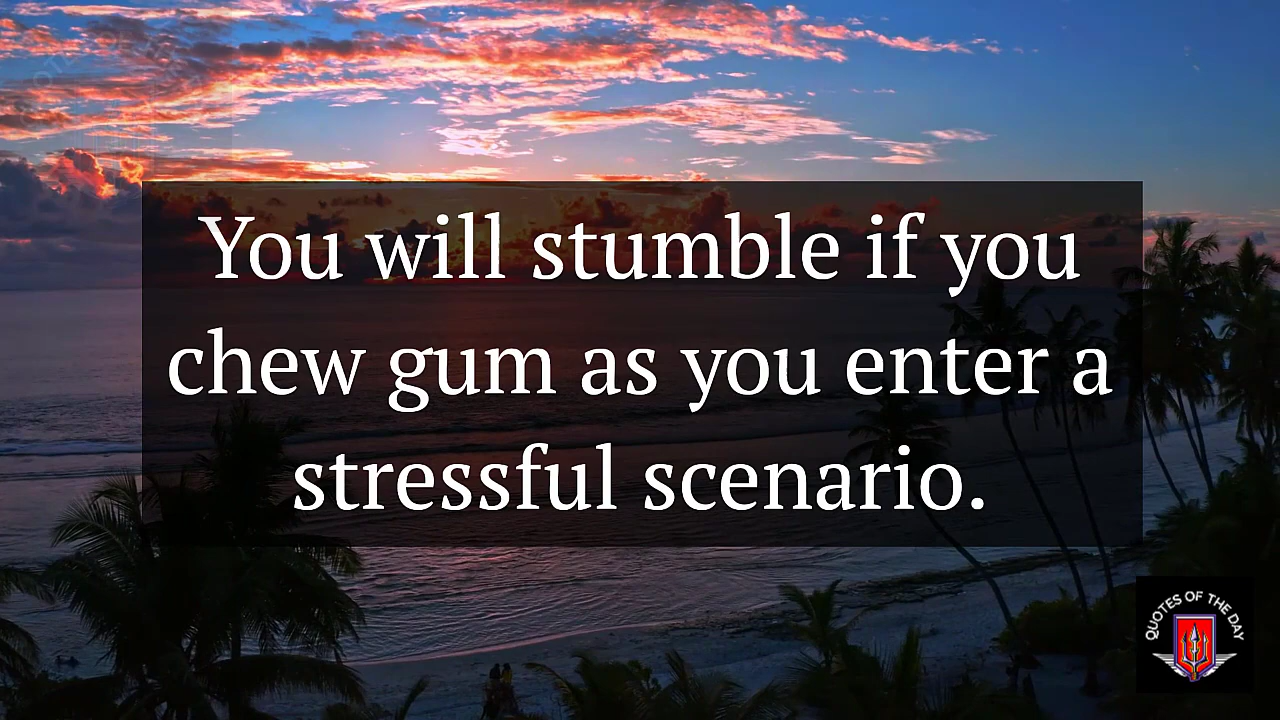 You will stumble if you
chew gum as you enter a
stressful scenario.
QUOTES OF THE DAY